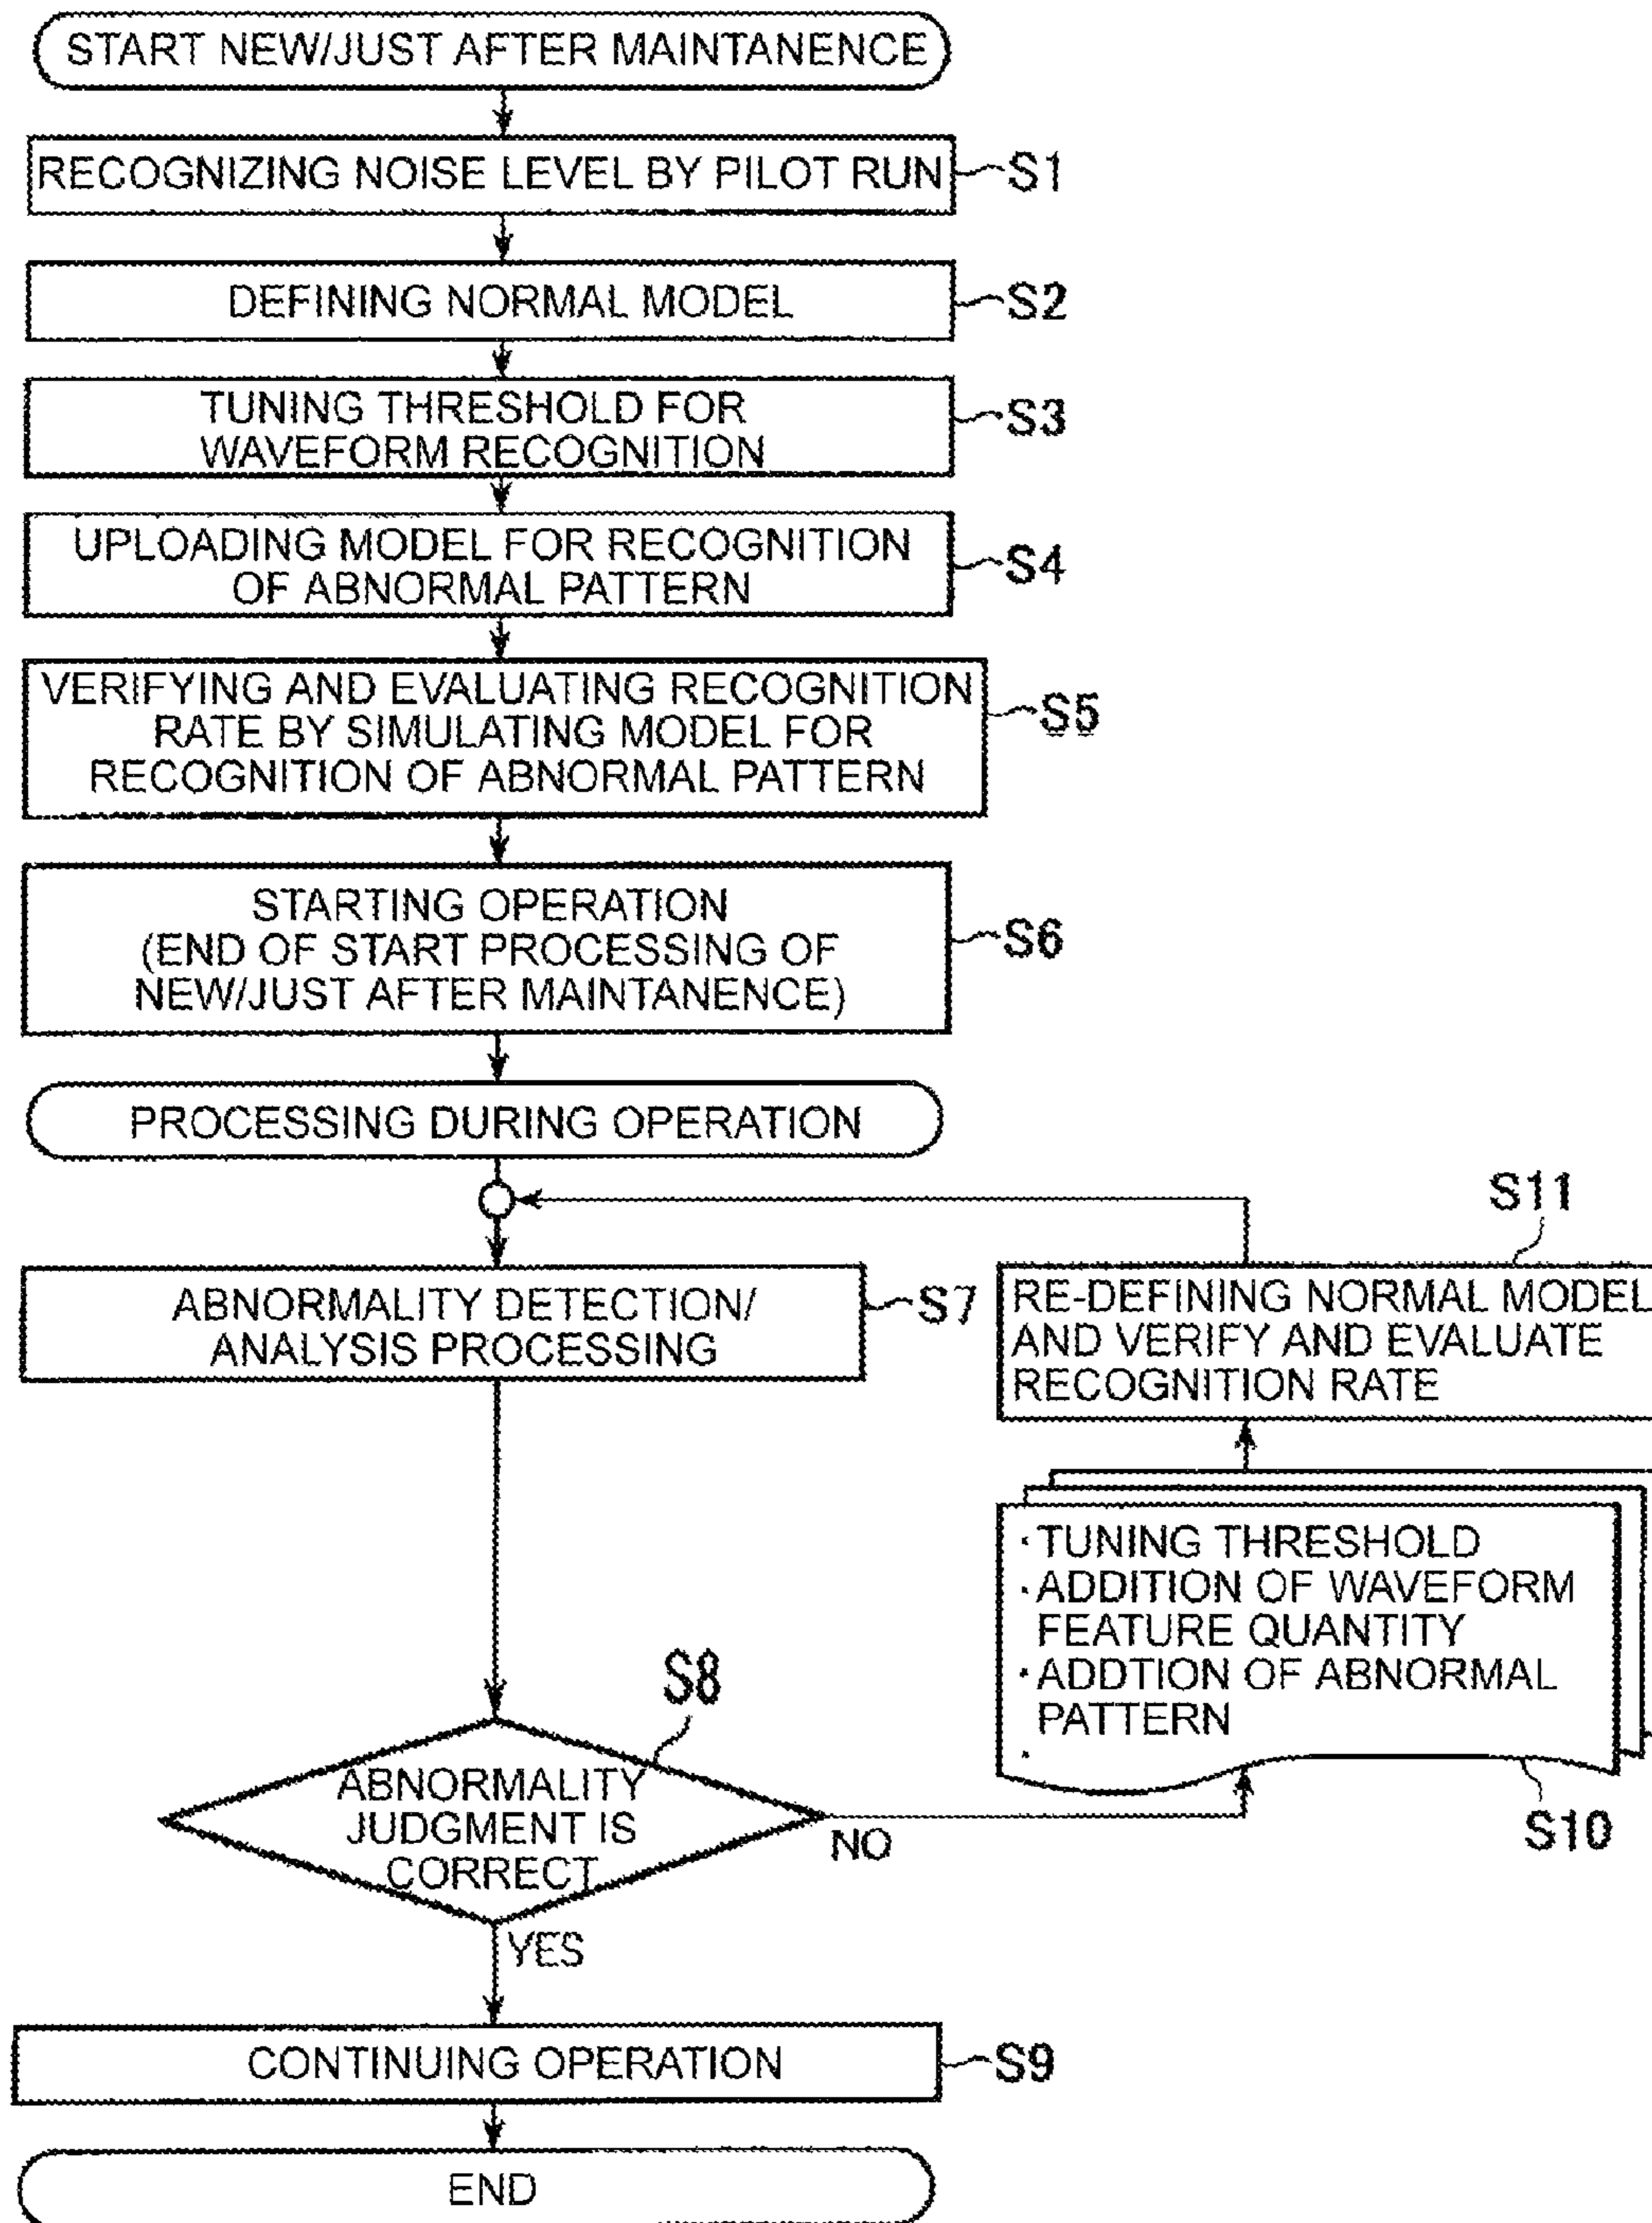 START NEW/JUST AFTER MAINTANENCE
RECOGNIZING NOISE LEVEL BY PILOT RUN
S1
DEFINING NORMAL MODEL
S2
TUNING THRESHOLD FOR
WAVEFORM RECOGNITION
S3
UPLOADING MODEL FOR RECOGNITION
OF ABNORMAL PATTERN
S4
VERIFYING AND EVALUATING RECOGNITION
RATE BY SIMULATING MODEL FOR
RECOGNITION OF ABNORMAL PATTERN
S5
STARTING OPERATION
(END OF START PROCESSING OF
NEW/JUST AFTER MAINTANENCE)
S6
PROCESSING DURING OPERATION
ABNORMALITY DETECTION/
ANALYSIS PROCESSING
S7
S8
ABNORMALITY
JUDGMENT IS
CORRECT
NO
YES
CONTINUING OPERATION
S9
END
S11
RE-DEFINING NORMAL MODEL
AND VERIFY AND EVALUATE
RECOGNITION RATE
· TUNING THRESHOLD
· ADDITION OF WAVEFORM
FEATURE QUANTITY
· ADDTION OF ABNORMAL
PATTERN
·
S10